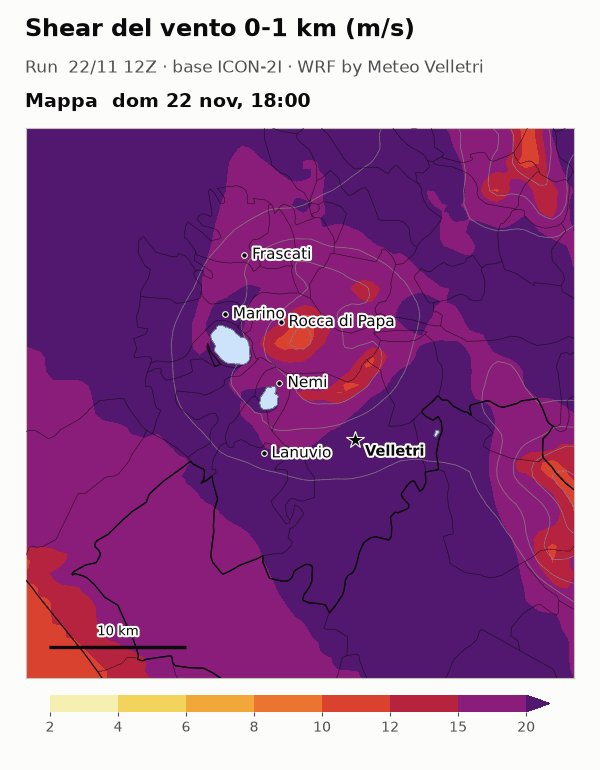 Shear del vento 0-1 km (m/s)
Run  22/11 12Z · base ICON-2I · WRF by Meteo Velletri
Mappa  dom 22 nov, 18:00
Frascati
Marino
Rocca di Papa
Nemi
Velletri
Lanuvio
10 km
2 4 6 8 10 12 15 20